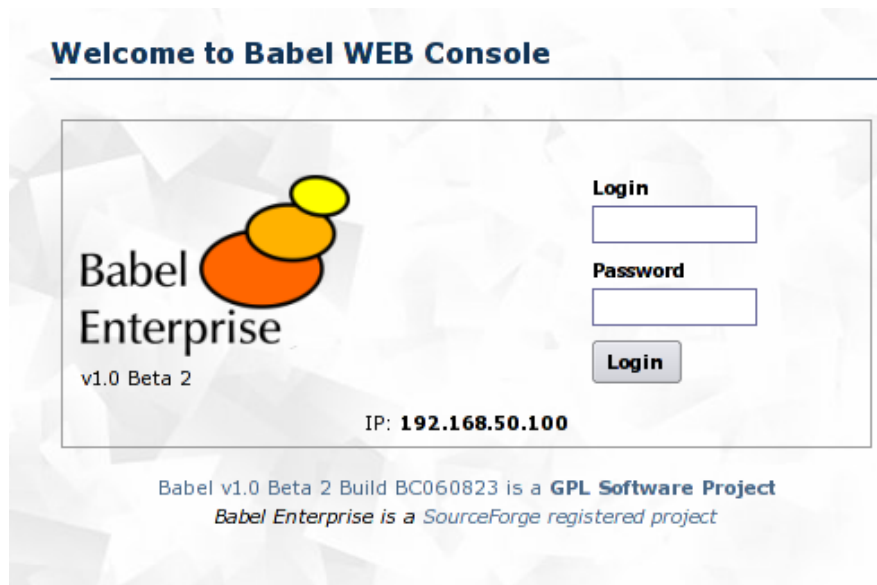 Welcome to Babel WEB Console
Babel
Enterprise
v1.0 Beta 2
Login
Password
Login
IP: 192.168.50.100
Babel v1.0 Beta 2 Build BC060823 is a GPL Software Project
Babel Enterprise is a SourceForge registered project